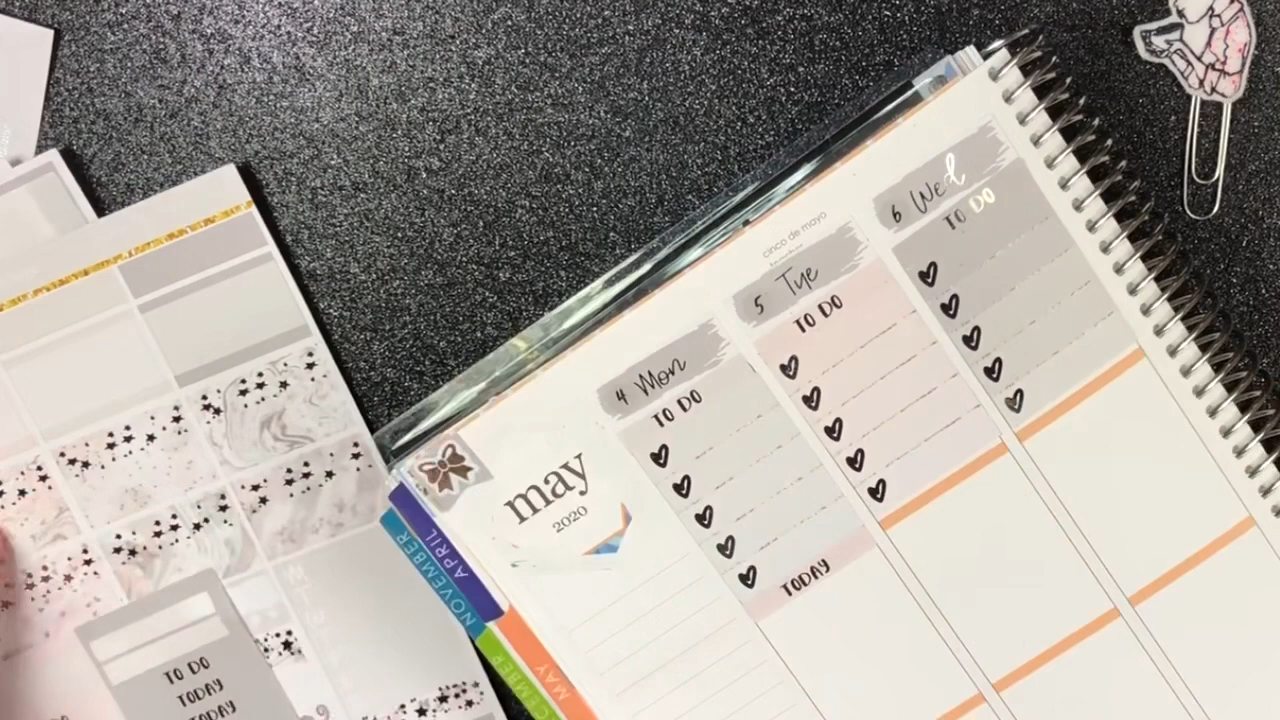 cinco de mayo
6 Wed
TO DO
5 Tue
TO DO
4 Mon
TO DO
TODAY
may
2020
APRIL
NOVEMBER
MAY
TO DO
TODAY
TODAY